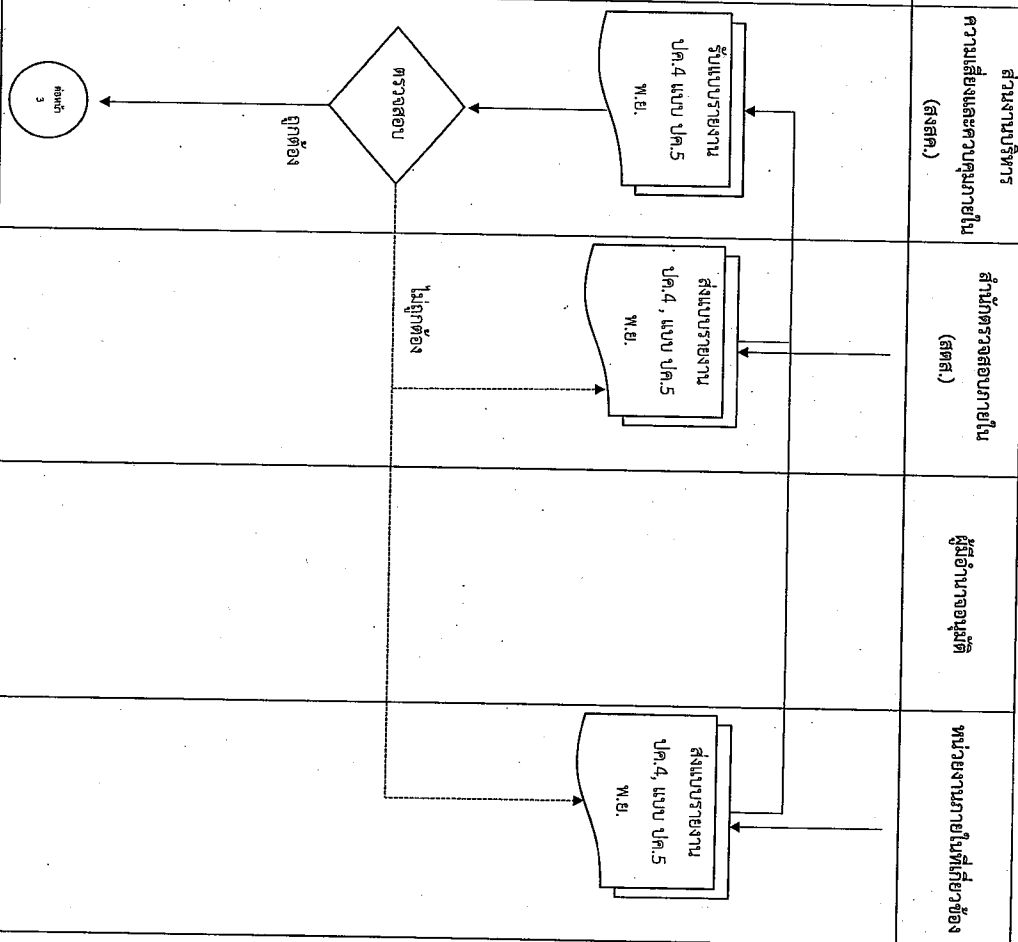 ส่วนงานบริหาร
ความเสี่ยงและควบคุมภายใน
(สงสค.)
สำนักตรวจสอบภายใน
(สตส.)
ผู้มีอำนาจอนุมัติ
หน่วยงานภายในที่เกี่ยวข้อง
รับแบบรายงาน
ปค.4 แบบ ปค.5
พ.ย.
ส่งแบบรายงาน
ปค.4 , แบบ ปค.5
พ.ย.
ส่งแบบรายงาน
ปค.4, แบบ ปค.5
พ.ย.
ตรวจสอบ
ไม่ถูกต้อง
ถูกต้อง
ต่อหน้า
3